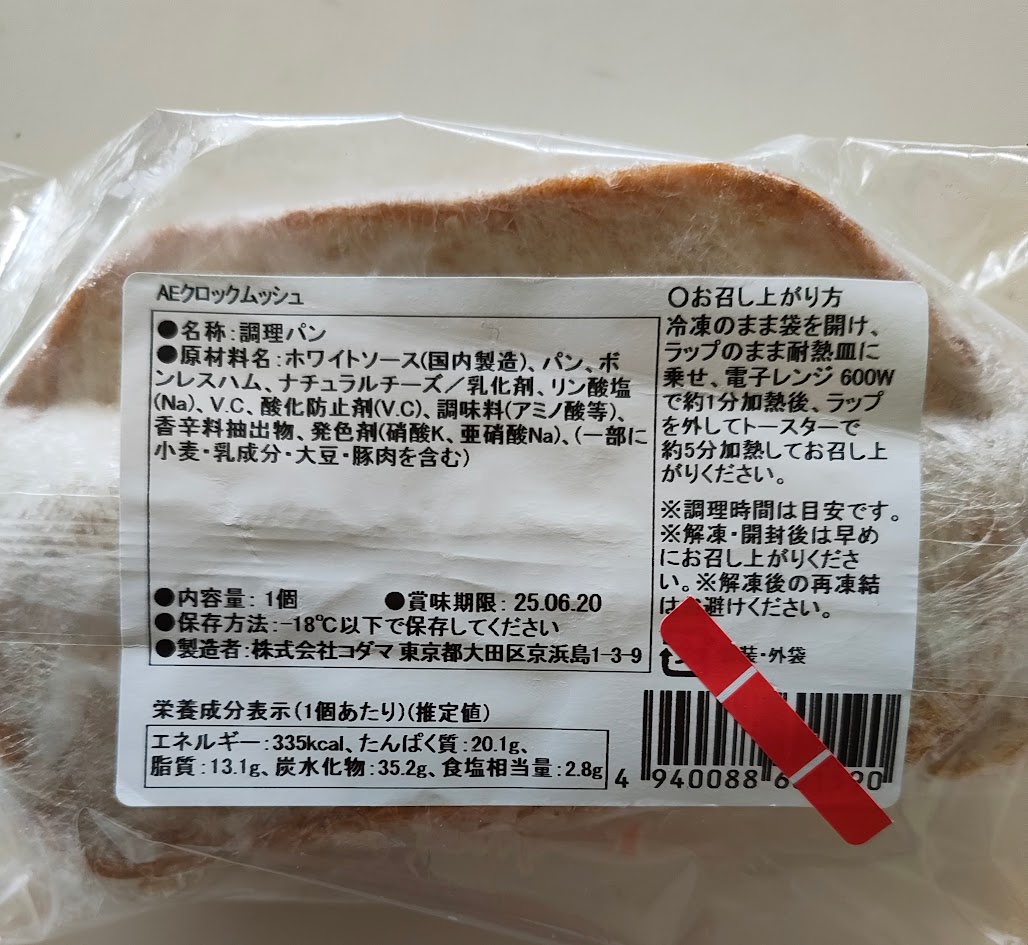 AEクロックムッシュ
●名称：調理パン
●原材料名：ホワイトソース(国内製造)、パン、ボ
ンレスハム、ナチュラルチーズ／乳化剤、リン酸塩
(Na)、V.C、酸化防止剤(V.C)、調味料(アミノ酸等)、
香辛料抽出物、発色剤(硝酸K、亜硝酸Na)、(一部に
小麦・乳成分・大豆・豚肉を含む)
●内容量：1個 ●賞味期限：25.06.20
●保存方法：-18℃以下で保存してください
●製造者：株式会社コダマ 東京都大田区京浜島1-3-9
栄養成分表示(1個あたり)(推定値)
エネルギー：335kcal、たんぱく質：20.1g、
脂質：13.1g、炭水化物：35.2g、食塩相当量：2.8g
〇お召し上がり方
冷凍のまま袋を開け、
ラップのまま耐熱皿に
乗せ、電子レンジ 600W
で約1分加熱後、ラップ
を外してトースターで
約5分加熱してお召し上
がりください。
※調理時間は目安です。
※解凍・開封後は早め
にお召し上がりくださ
い。※解凍後の再凍結
は避けください。
装・外袋
4 940088 6 20